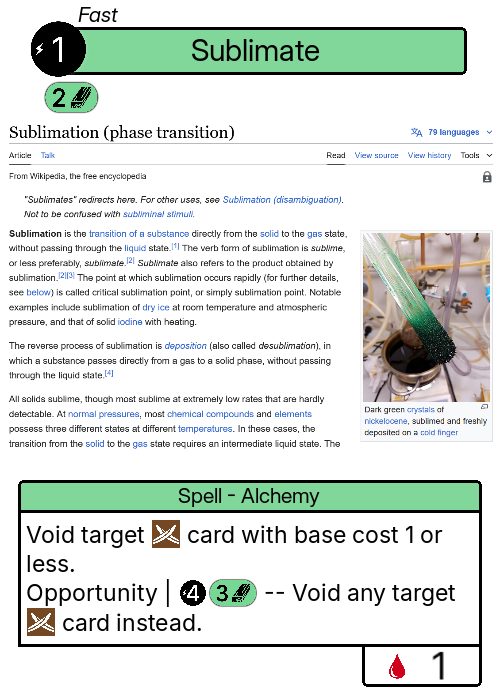 Fast
1 Sublimate
2
Sublimation (phase transition)
79 languages
Article Talk Read View source View history Tools
From Wikipedia, the free encyclopedia
"Sublimates" redirects here. For other uses, see Sublimation (disambiguation).
Not to be confused with subliminal stimuli.
Sublimation is the transition of a substance directly from the solid to the gas state,
without passing through the liquid state.[1] The verb form of sublimation is sublime,
or less preferably, sublimate.[2] Sublimate also refers to the product obtained by
sublimation.[2][3] The point at which sublimation occurs rapidly (for further details,
see below) is called critical sublimation point, or simply sublimation point. Notable
examples include sublimation of dry ice at room temperature and atmospheric
pressure, and that of solid iodine with heating.
The reverse process of sublimation is deposition (also called desublimation), in
which a substance passes directly from a gas to a solid phase, without passing
through the liquid state.[4]
All solids sublime, though most sublime at extremely low rates that are hardly
detectable. At normal pressures, most chemical compounds and elements
possess three different states at different temperatures. In these cases, the
transition from the solid to the gas state requires an intermediate liquid state. The
Dark green crystals of
nickelocene, sublimed and freshly
deposited on a cold finger
Spell - Alchemy
Void target card with base cost 1 or
less.
Opportunity | 4 3 -- Void any target
card instead.
1